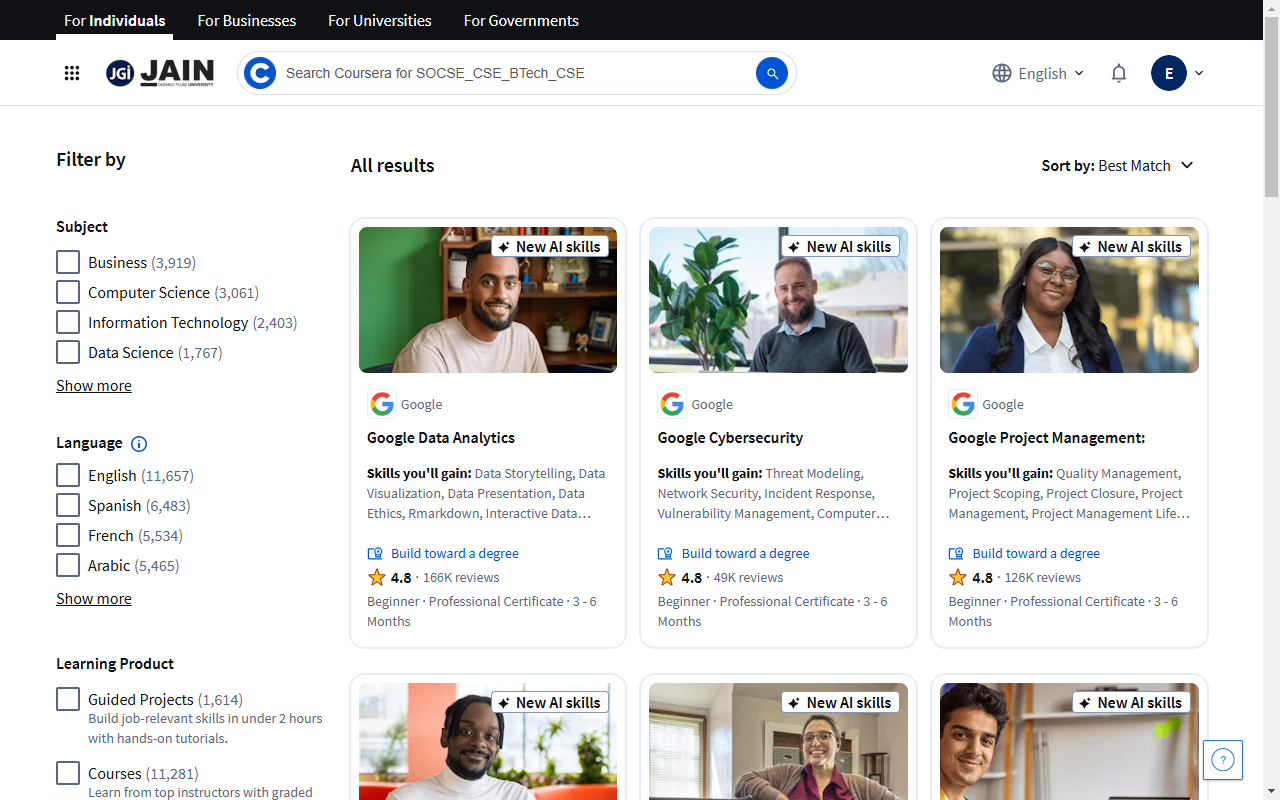 For Individuals
For Businesses
For Universities
For Governments
JGi JAIN
DEEMED-TO-BE UNIVERSITY
Search Coursera for SOCSE_CSE_BTech_CSE
English
E
Filter by
Subject
Business (3,919)
Computer Science (3,061)
Information Technology (2,403)
Data Science (1,767)
Show more
Language
English (11,657)
Spanish (6,483)
French (5,534)
Arabic (5,465)
Show more
Learning Product
Guided Projects (1,614)
Build job-relevant skills in under 2 hours
with hands-on tutorials.
Courses (11,281)
Learn from top instructors with graded
All results
Sort by: Best Match
New AI skills
Google
Google Data Analytics
Skills you'll gain: Data Storytelling, Data
Visualization, Data Presentation, Data
Ethics, Rmarkdown, Interactive Data…
Build toward a degree
4.8 · 166K reviews
Beginner · Professional Certificate · 3 - 6
Months
New AI skills
Google
Google Cybersecurity
Skills you'll gain: Threat Modeling,
Network Security, Incident Response,
Vulnerability Management, Computer…
Build toward a degree
4.8 · 49K reviews
Beginner · Professional Certificate · 3 - 6
Months
New AI skills
Google
Google Project Management:
Skills you'll gain: Quality Management,
Project Scoping, Project Closure, Project
Management, Project Management Life…
Build toward a degree
4.8 · 126K reviews
Beginner · Professional Certificate · 3 - 6
Months
New AI skills
New AI skills
New AI skills
?